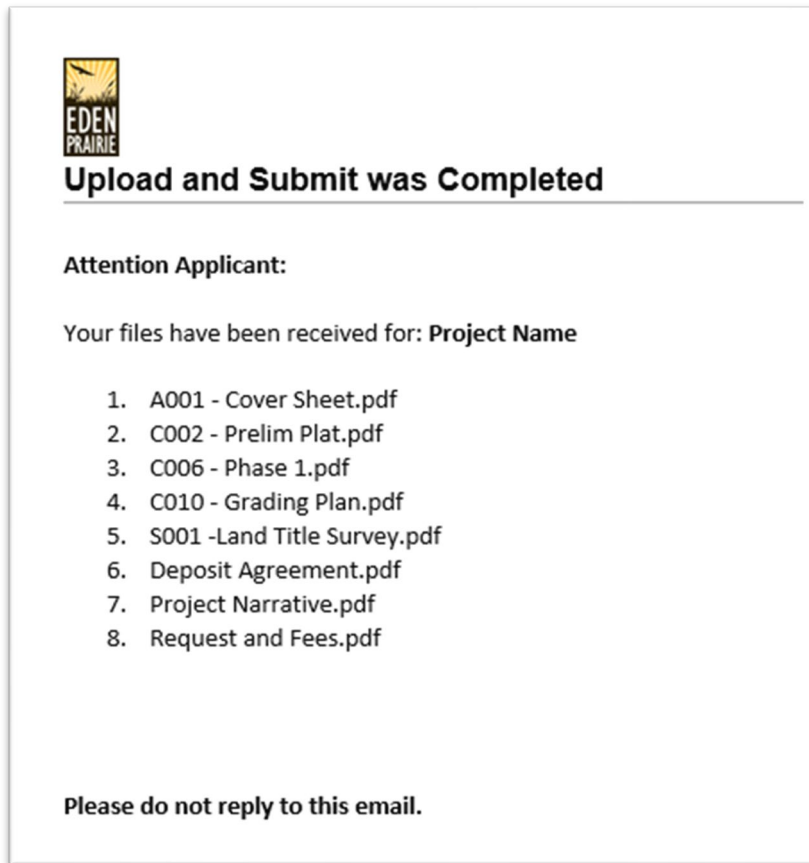 EDEN
PRAIRIE
Upload and Submit was Completed
Attention Applicant:
Your files have been received for: Project Name
1. A001 - Cover Sheet.pdf
2. C002 - Prelim Plat.pdf
3. C006 - Phase 1.pdf
4. C010 - Grading Plan.pdf
5. S001 -Land Title Survey.pdf
6. Deposit Agreement.pdf
7. Project Narrative.pdf
8. Request and Fees.pdf
Please do not reply to this email.